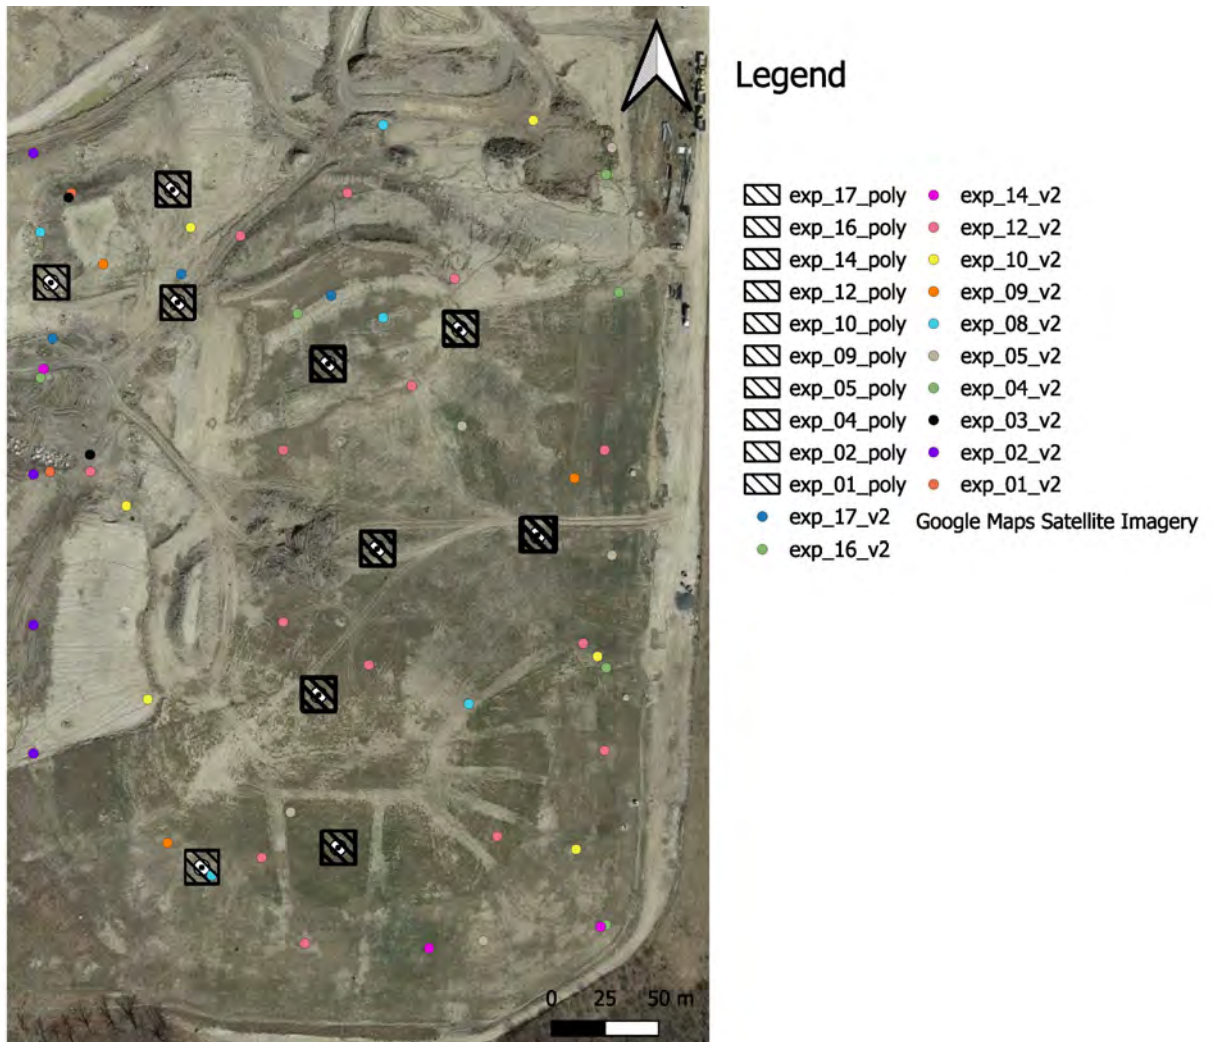 Legend
exp_17_poly
exp_16_poly
exp_14_poly
exp_12_poly
exp_10_poly
exp_09_poly
exp_05_poly
exp_04_poly
exp_02_poly
exp_01_poly
exp_17_v2
exp_16_v2
exp_14_v2
exp_12_v2
exp_10_v2
exp_09_v2
exp_08_v2
exp_05_v2
exp_04_v2
exp_03_v2
exp_02_v2
exp_01_v2
Google Maps Satellite Imagery
0 25 50 m